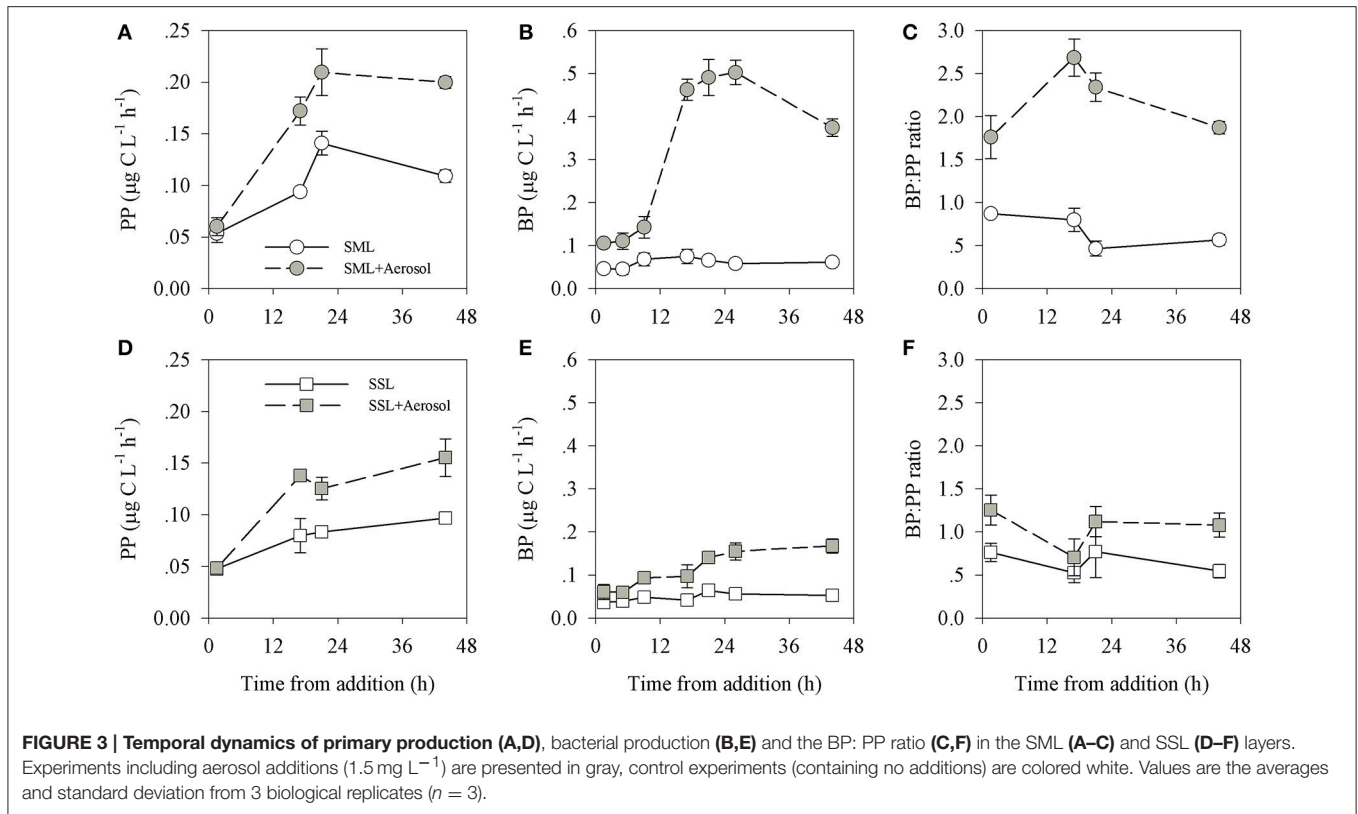 A
B
C
.25
.20
.15
.10
.05
0.00
PP (µg C L⁻¹ h⁻¹)
SML
SML+Aerosol
0 12 24 36 48
.6
.5
.4
.3
.2
.1
0.0
BP (µg C L⁻¹ h⁻¹)
0 12 24 36 48
3.0
2.5
2.0
1.5
1.0
.5
0.0
BP:PP ratio
0 12 24 36 48
D
E
F
.25
.20
.15
.10
.05
0.00
PP (µg C L⁻¹ h⁻¹)
SSL
SSL+Aerosol
0 12 24 36 48
Time from addition (h)
.6
.5
.4
.3
.2
.1
0.0
BP (µg C L⁻¹ h⁻¹)
0 12 24 36 48
Time from addition (h)
3.0
2.5
2.0
1.5
1.0
.5
0.0
BP:PP ratio
0 12 24 36 48
Time from addition (h)
FIGURE 3 | Temporal dynamics of primary production (A,D), bacterial production (B,E) and the BP: PP ratio (C,F) in the SML (A–C) and SSL (D–F) layers.
Experiments including aerosol additions (1.5 mg L⁻¹) are presented in gray, control experiments (containing no additions) are colored white. Values are the averages
and standard deviation from 3 biological replicates (n = 3).